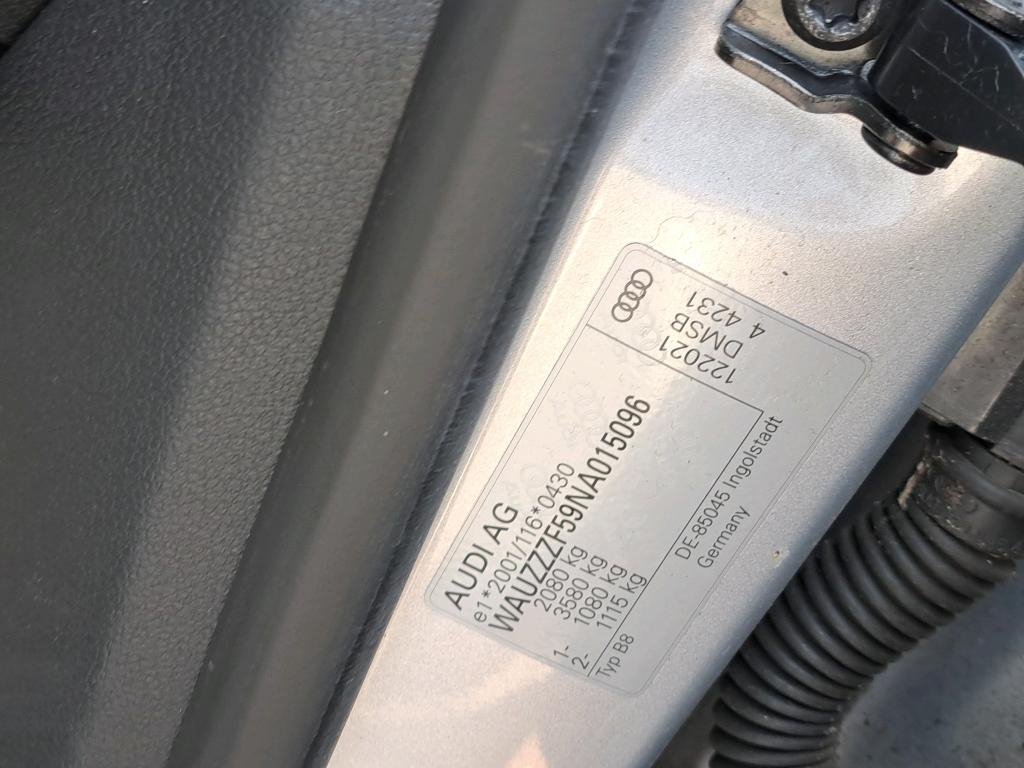 AUDI AG
e1*2001/116*0430
WAUZZZF59NA015096
2080 kg
3580 kg
1- 1080 kg
2- 1115 kg
Typ B8
122021
DMSB
4 4231
DE-85045 Ingolstadt
Germany